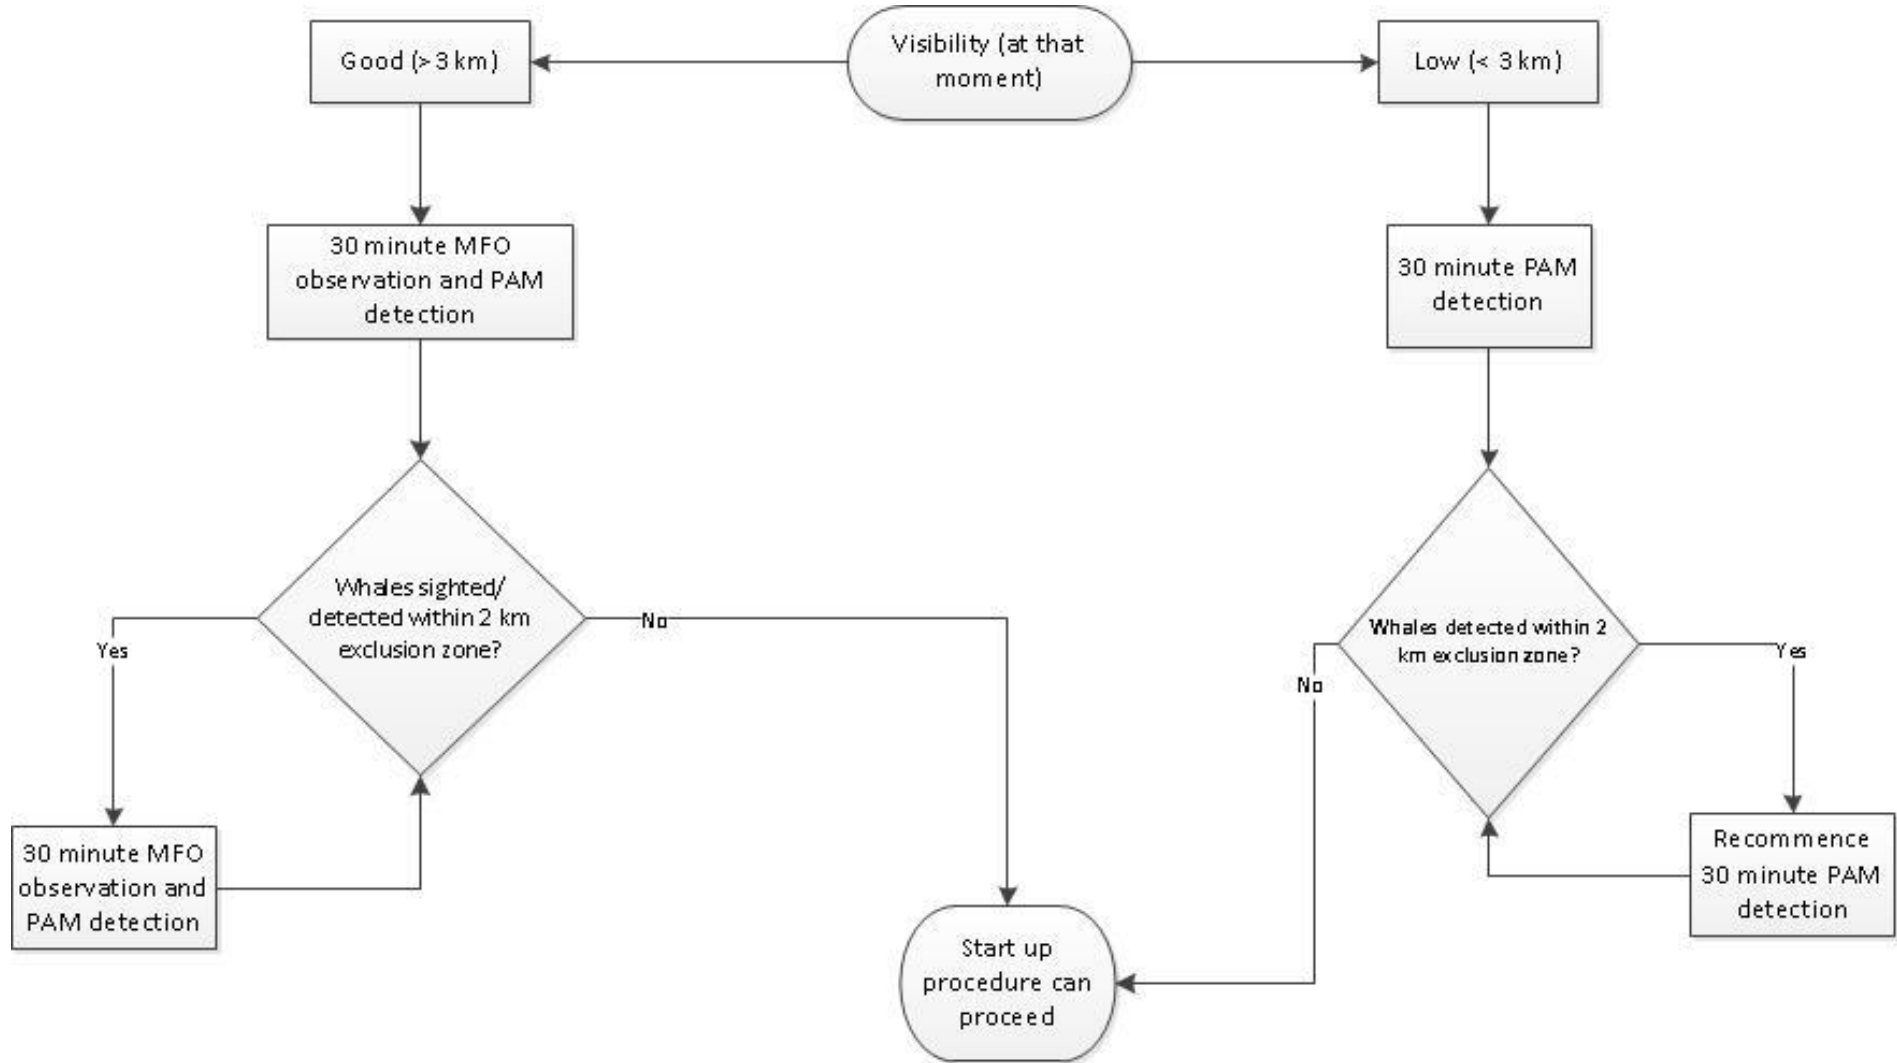 Good (> 3 km)
Visibility (at that
moment)
Low (< 3 km)
30 minute MFO
observation and PAM
detection
30 minute PAM
detection
Whales sighted/
detected within 2 km
exclusion zone?
Yes
No
Whales detected within 2
km exclusion zone?
No
Yes
30 minute MFO
observation and
PAM detection
Start up
procedure can
proceed
Recommence
30 minute PAM
detection